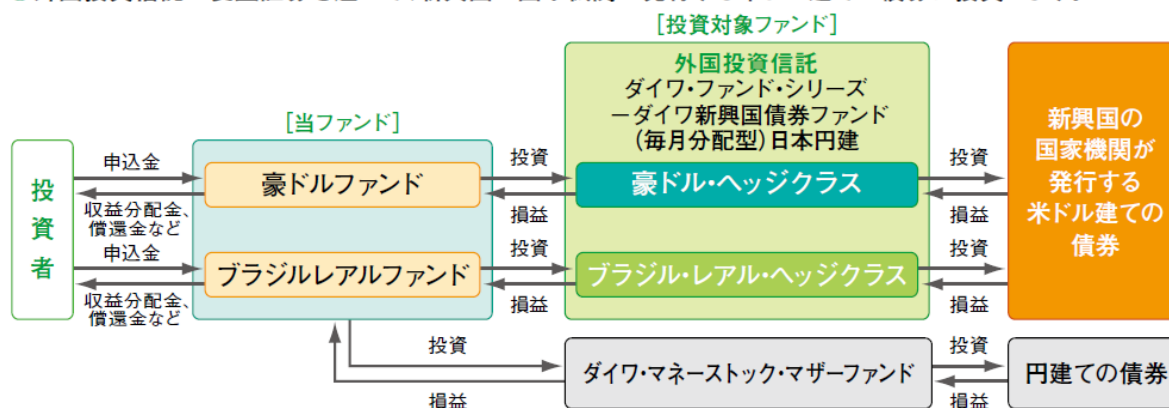 [投資対象ファンド]
外国投資信託
ダイワ・ファンド・シリーズ
－ダイワ新興国債券ファンド
(毎月分配型)日本円建
[当ファンド]
投資者
申込金
収益分配金、
償還金など
豪ドルファンド
投資
損益
豪ドル・ヘッジクラス
投資
損益
新興国の
国家機関が
発行する
米ドル建ての
債券
申込金
収益分配金、
償還金など
ブラジルレアルファンド
投資
損益
ブラジル・レアル・ヘッジクラス
投資
損益
投資
損益
ダイワ・マネーストック・マザーファンド
投資
損益
円建ての債券